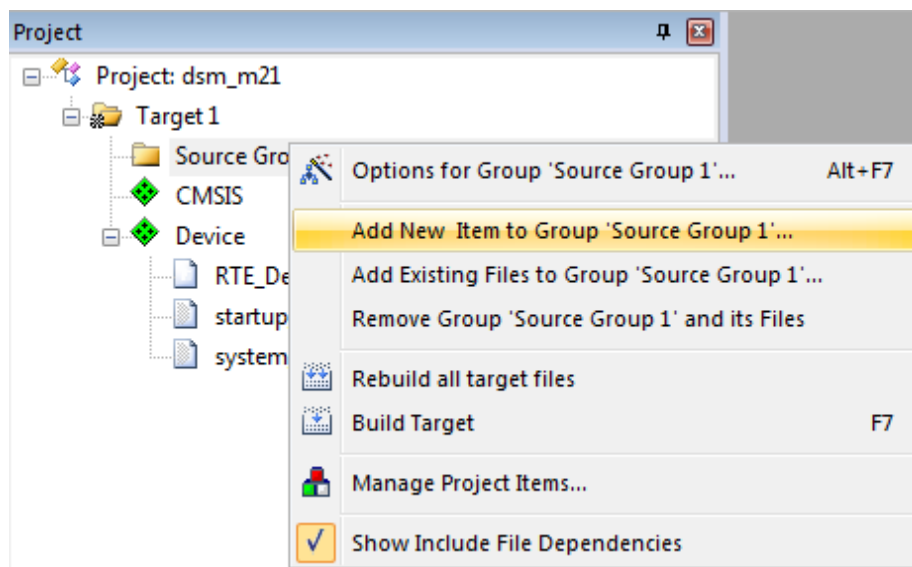 Project
Project: dsm_m21
Target 1
Source Gro
CMSIS
Device
RTE_De
startup
system
Options for Group 'Source Group 1'... Alt+F7
Add New  Item to Group 'Source Group 1'...
Add Existing Files to Group 'Source Group 1'...
Remove Group 'Source Group 1' and its Files
Rebuild all target files
Build Target F7
Manage Project Items...
Show Include File Dependencies